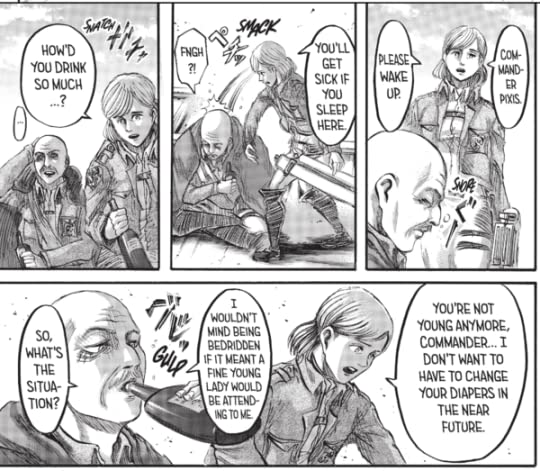 COM-
MAND-
ER
PIXIS.
PLEASE
WAKE
UP.
SNORE
YOU'LL
GET
SICK IF
YOU
SLEEP
HERE.
SMACK
FNGH
?!
SNATCH
HOW'D
YOU DRINK
SO MUCH
...?
...
YOU'RE NOT
YOUNG ANYMORE,
COMMANDER... I
DON'T WANT TO
HAVE TO CHANGE
YOUR DIAPERS IN
THE NEAR
FUTURE.
I
WOULDN'T
MIND BEING
BEDRIDDEN
IF IT MEANT A
FINE YOUNG
LADY WOULD
BE ATTEND-
ING TO ME.
GULP
SO,
WHAT'S
THE
SITUA-
TION?